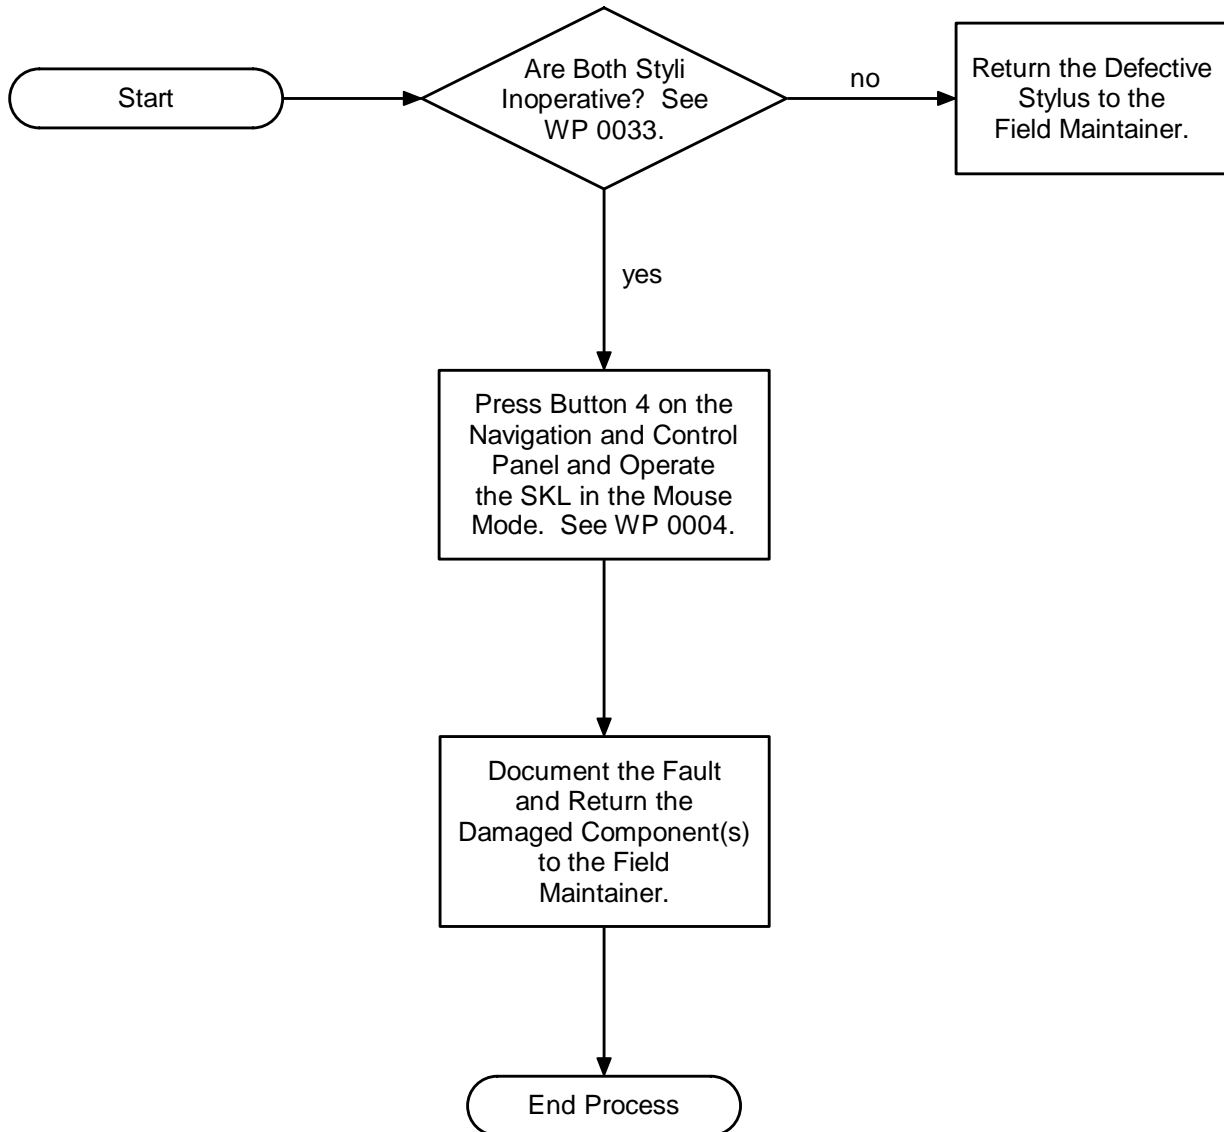 Start
Are Both Styli
Inoperative?  See
WP 0033.
no
Return the Defective
Stylus to the
Field Maintainer.
yes
Press Button 4 on the
Navigation and Control
Panel and Operate
the SKL in the Mouse
Mode.  See WP 0004.
Document the Fault
and Return the
Damaged Component(s)
to the Field
Maintainer.
End Process